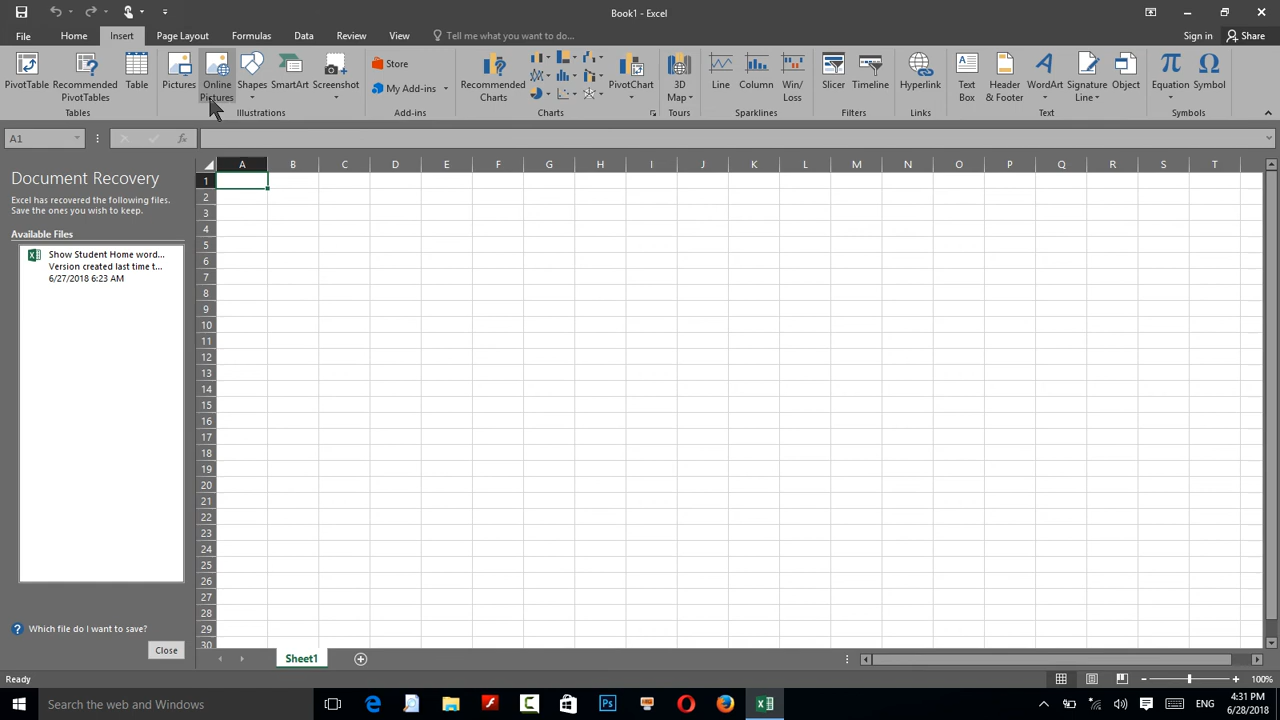 Book1 - Excel
File Home Insert Page Layout Formulas Data Review View Tell me what you want to do... Sign in Share
PivotTable
Recommended
PivotTables
Table
Tables
Pictures
Online
Pictures
Shapes
SmartArt
Screenshot
Illustrations
Store
My Add-ins
Add-ins
Recommended
Charts
PivotChart
Charts
3D
Map
Tours
Line
Column
Win/
Loss
Sparklines
Slicer
Timeline
Filters
Hyperlink
Links
Text
Box
Header
& Footer
WordArt
Signature
Line
Object
Text
Equation
Symbol
Symbols
A1
fx
Document Recovery
Excel has recovered the following files.
Save the ones you wish to keep.
Available Files
Show Student Home word...
Version created last time t...
6/27/2018 6:23 AM
Which file do I want to save?
Close
A B C D E F G H I J K L M N O P Q R S T
1
2
3
4
5
6
7
8
9
10
11
12
13
14
15
16
17
18
19
20
21
22
23
24
25
26
27
28
29
30
Sheet1
Ready
100%
Search the web and Windows
ENG
4:31 PM
6/28/2018